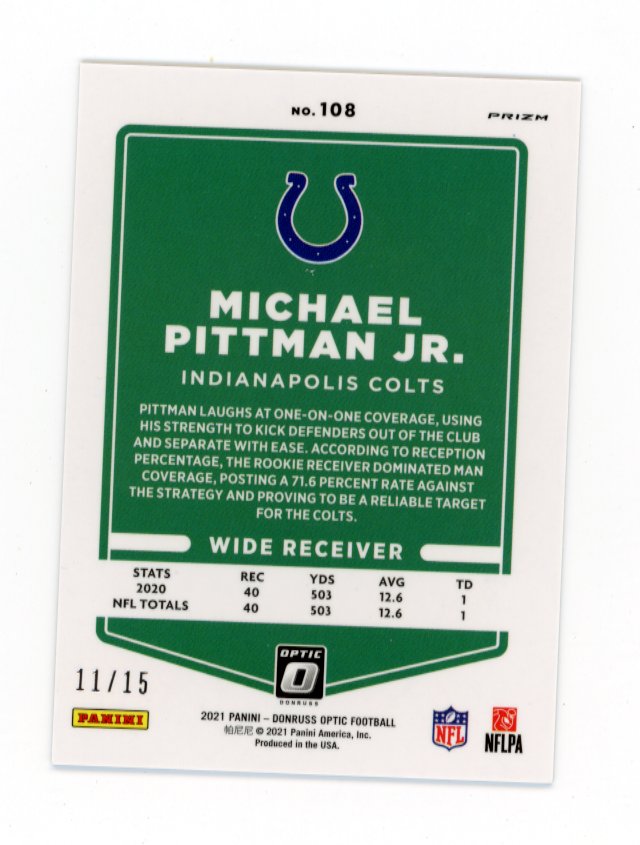 NO. 108
PRIZM
MICHAEL
PITTMAN JR.
INDIANAPOLIS COLTS
PITTMAN LAUGHS AT ONE-ON-ONE COVERAGE, USING
HIS STRENGTH TO KICK DEFENDERS OUT OF THE CLUB
AND SEPARATE WITH EASE. ACCORDING TO RECEPTION
PERCENTAGE, THE ROOKIE RECEIVER DOMINATED MAN
COVERAGE, POSTING A 71.6 PERCENT RATE AGAINST
THE STRATEGY AND PROVING TO BE A RELIABLE TARGET
FOR THE COLTS.
WIDE RECEIVER
STATS REC YDS AVG TD
2020 40 503 12.6 1
NFL TOTALS 40 503 12.6 1
OPTIC
O
DONRUSS
11/15
PANINI
2021 PANINI – DONRUSS OPTIC FOOTBALL
帕尼尼 © 2021 Panini America, Inc.
Produced in the USA.
NFL
NFLPA